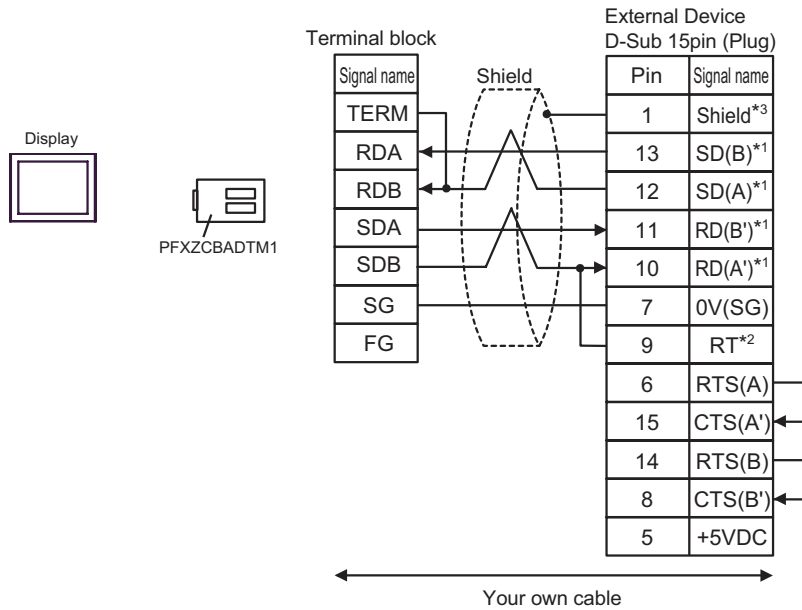 External Device
D-Sub 15pin (Plug)
Terminal block
Signal name
Shield
Pin
Signal name
TERM
1
Shield*3
Display
RDA
13
SD(B)*1
RDB
12
SD(A)*1
PFXZCBADTM1
SDA
11
RD(B')*1
SDB
10
RD(A')*1
SG
7
0V(SG)
FG
9
RT*2
6
RTS(A)
15
CTS(A')
14
RTS(B)
8
CTS(B')
5
+5VDC
Your own cable